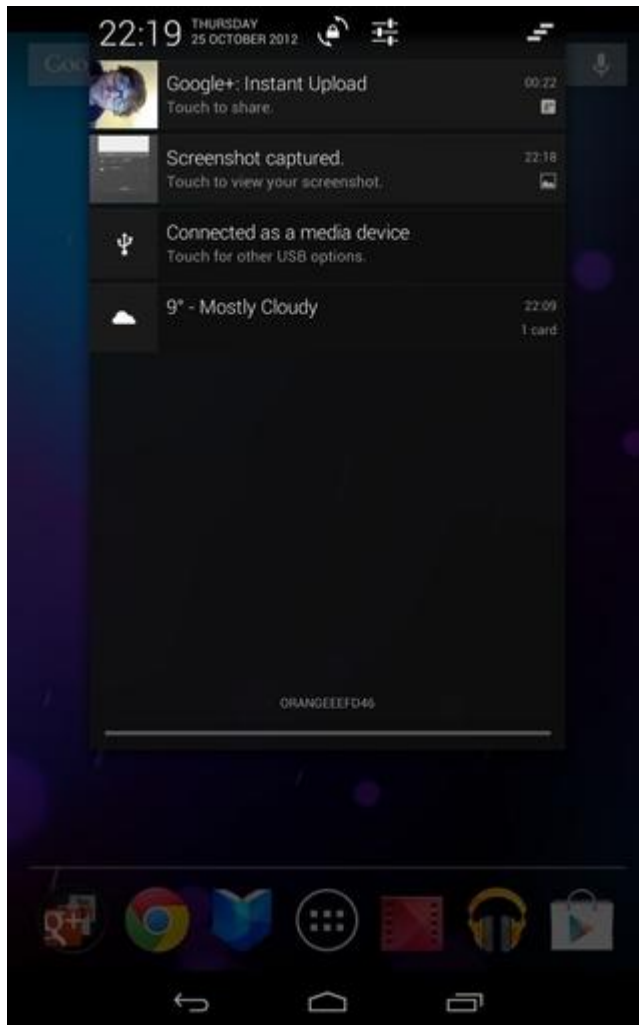 22:19
THURSDAY
25 OCTOBER 2012
Goo
Google+: Instant Upload
00:22
Touch to share.
Screenshot captured.
22:18
Touch to view your screenshot.
Connected as a media device
Touch for other USB options.
9° - Mostly Cloudy
22:09
1 card
ORANGEEEFD46
g+